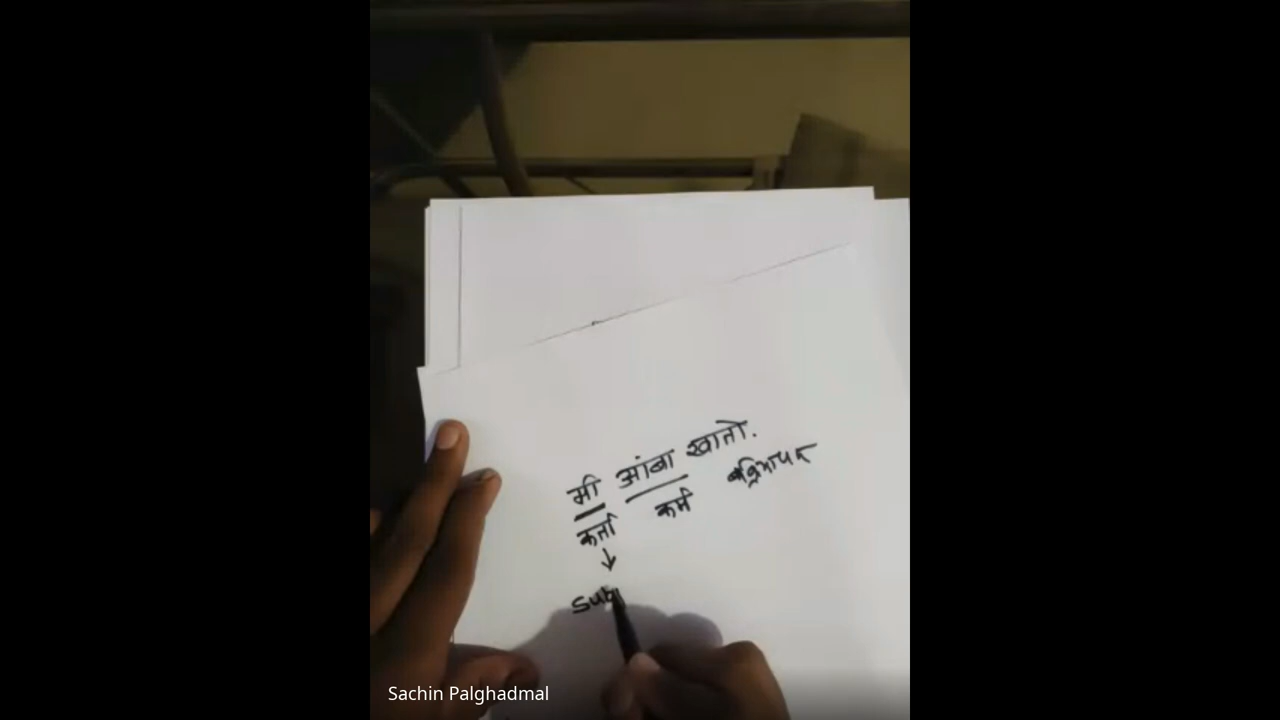 मी आंबा खातो.
कर्ता कर्म क्रियापद
↓
Sub
Sachin Palghadmal